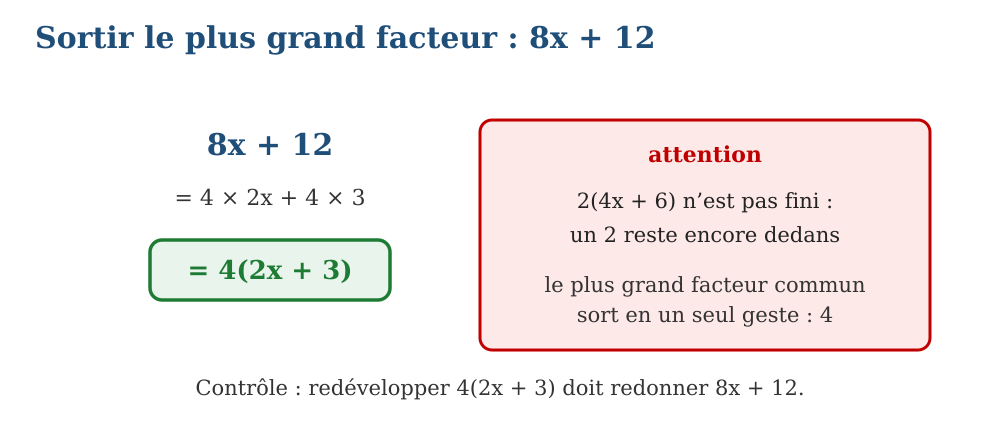 Sortir le plus grand facteur : 8x + 12
8x + 12
= 4 × 2x + 4 × 3
= 4(2x + 3)
attention
2(4x + 6) n’est pas fini :
un 2 reste encore dedans
le plus grand facteur commun
sort en un seul geste : 4
Contrôle : redévelopper 4(2x + 3) doit redonner 8x + 12.